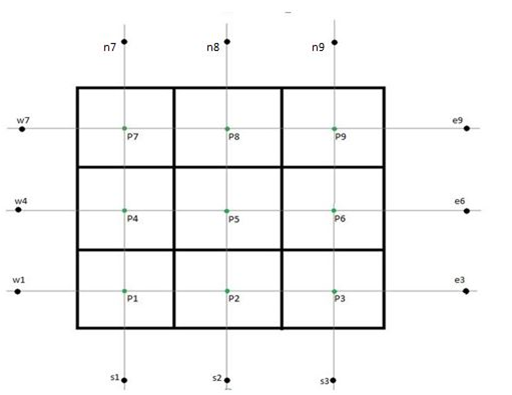 n7 n8 n9
w7 e9
P7 P8 P9
w4 e6
P4 P5 P6
w1 e3
P1 P2 P3
s1 s2 s3